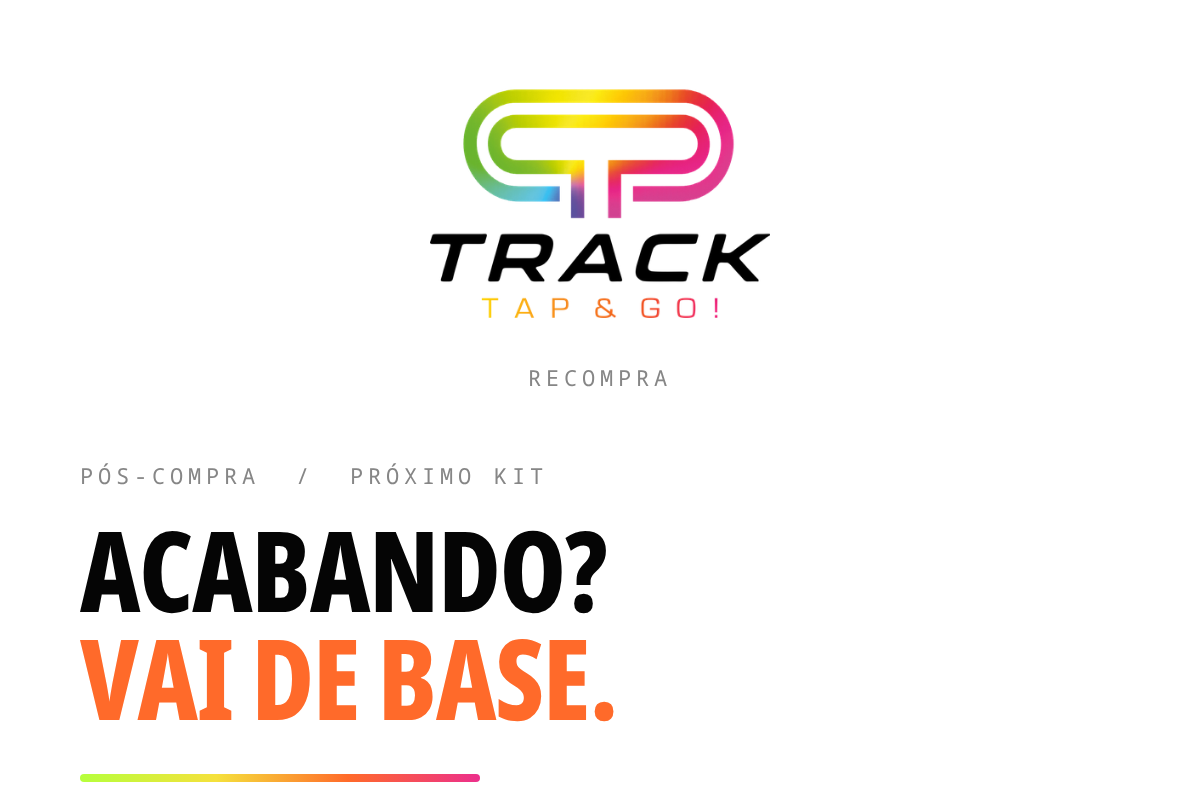 TRACK
TAP & GO!
RECOMPRA
PÓS-COMPRA / PRÓXIMO KIT
ACABANDO?
VAI DE BASE.